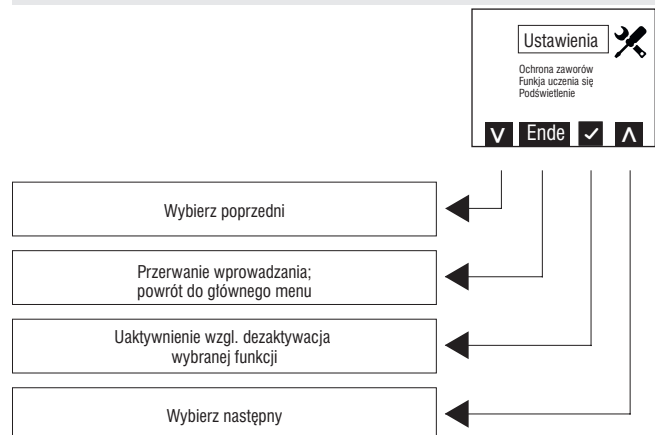 Ustawienia
Ochrona zaworów
Funkja uczenia się
Podświetlenie
V Ende ✓ Λ
Wybierz poprzedni
Przerwanie wprowadzania;
powrót do głównego menu
Uaktywnienie wzgl. dezaktywacja
wybranej funkcji
Wybierz następny